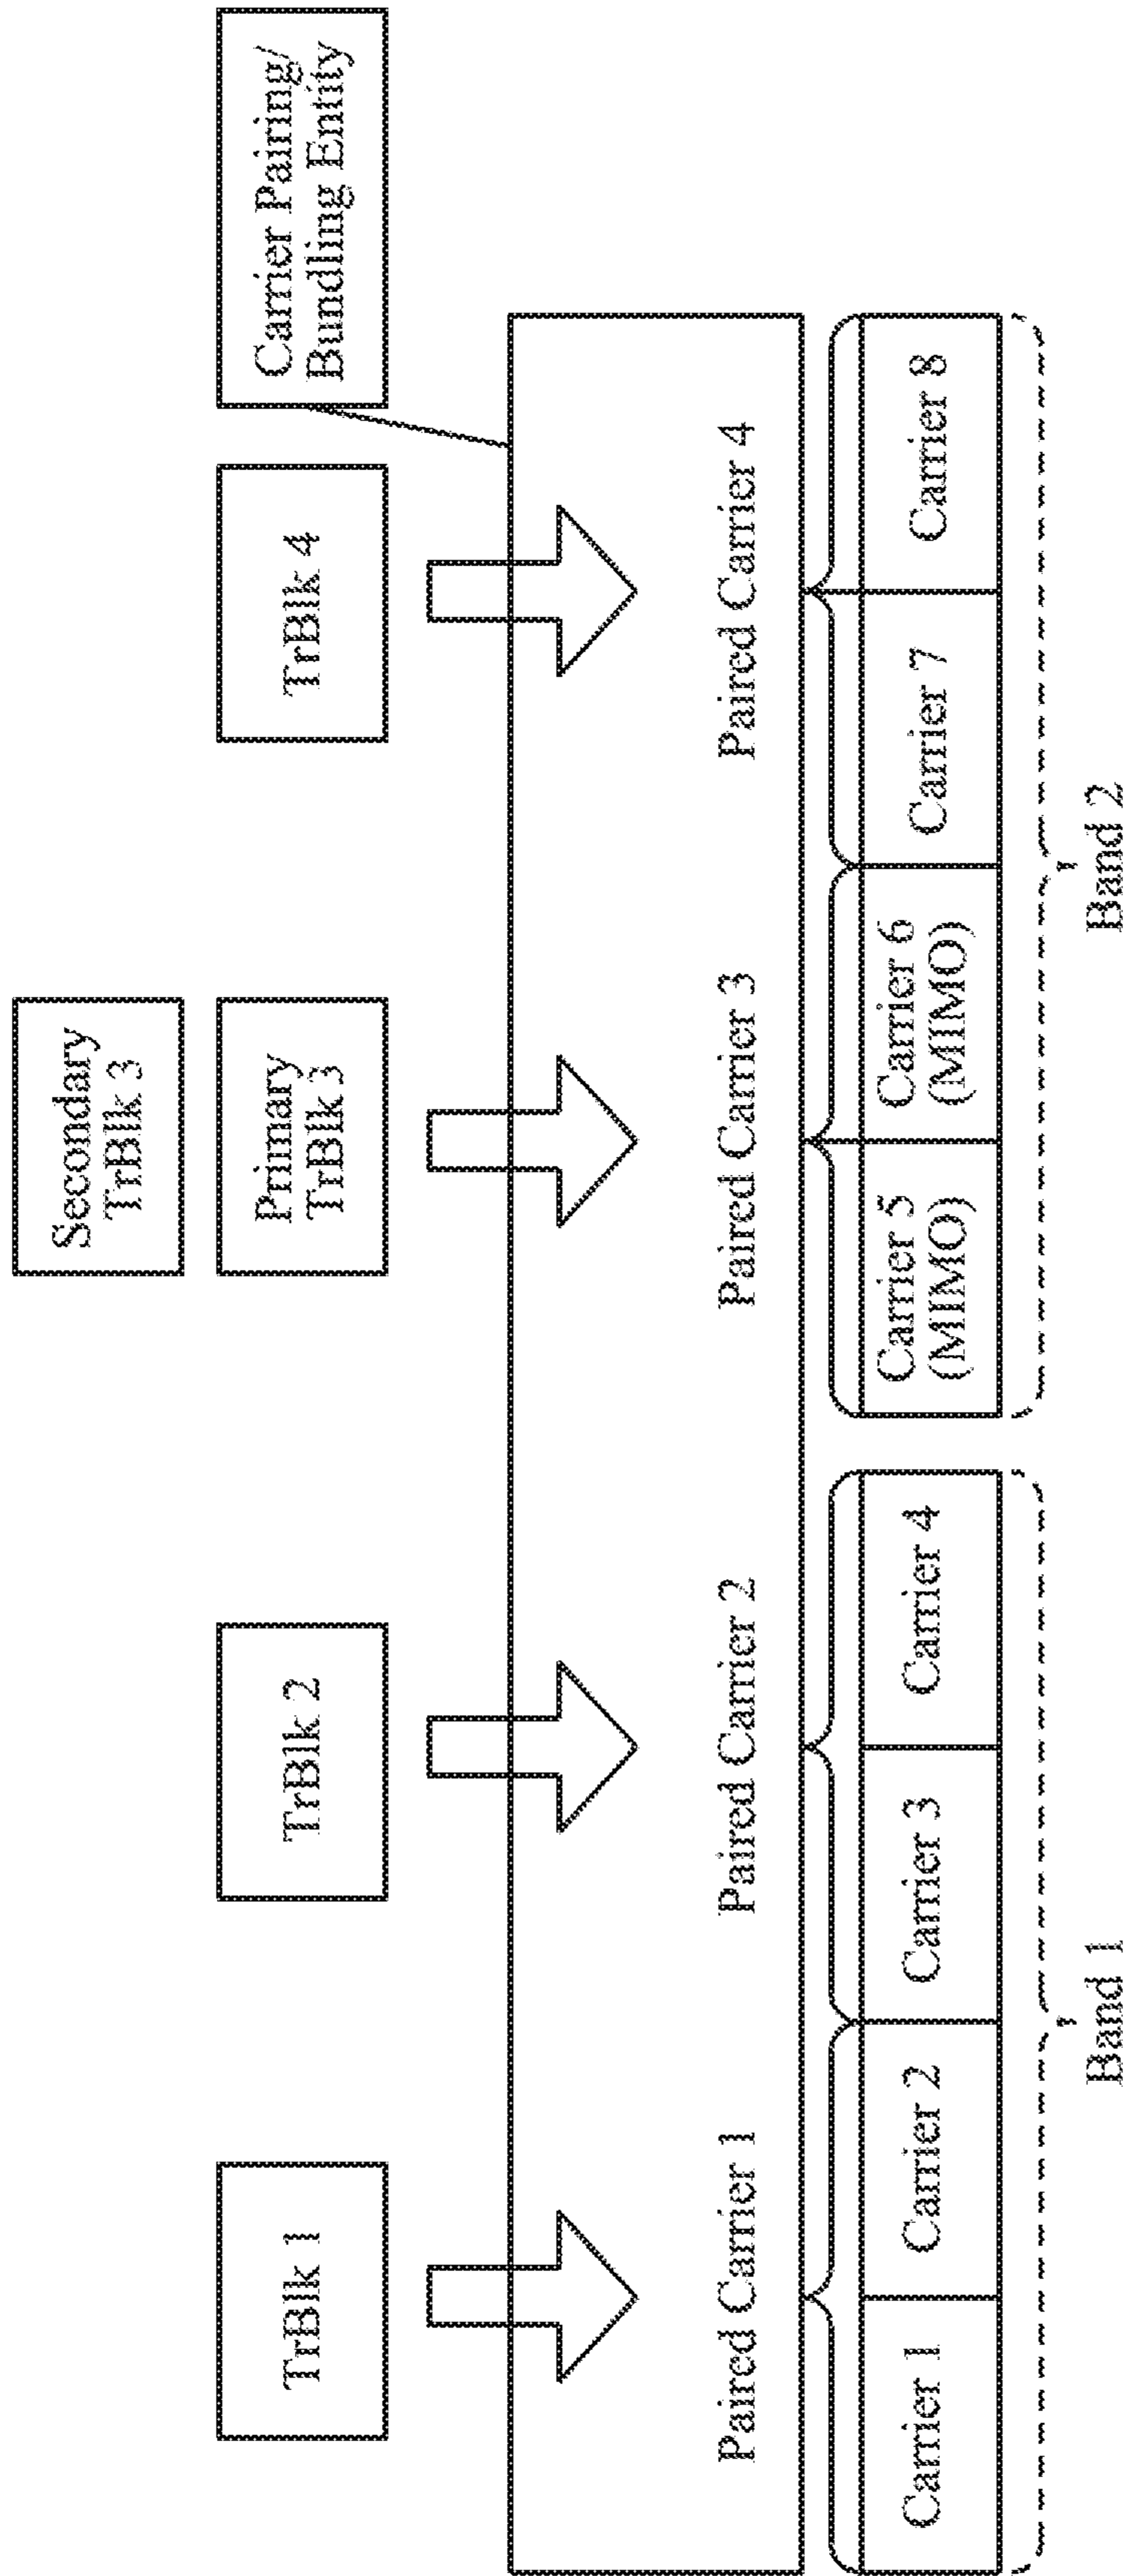 Secondary
TrBlk 3
TrBlk 1
TrBlk 2
Primary
TrBlk 3
TrBlk 4
Carrier Pairing/
Bundling Entity
Paired Carrier 1
Paired Carrier 2
Paired Carrier 3
Paired Carrier 4
Carrier 1
Carrier 2
Carrier 3
Carrier 4
Carrier 5
(MIMO)
Carrier 6
(MIMO)
Carrier 7
Carrier 8
Band 1
Band 2